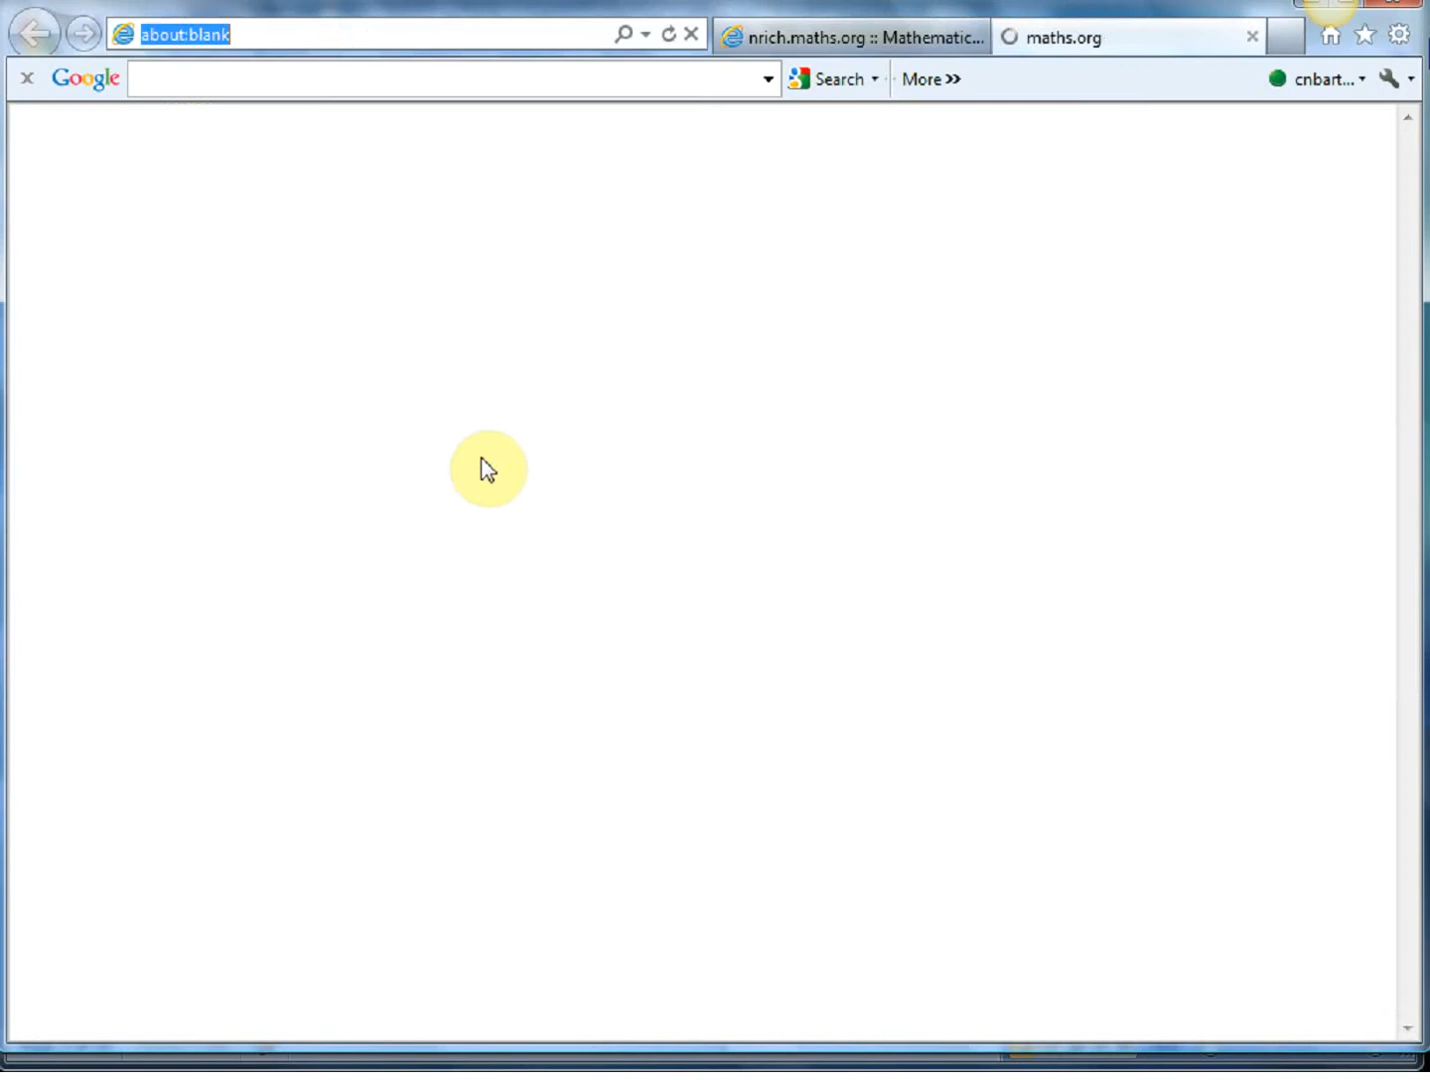 about:blank
nrich.maths.org :: Mathematic...
maths.org
x Google
Search
More >>
cnbart...